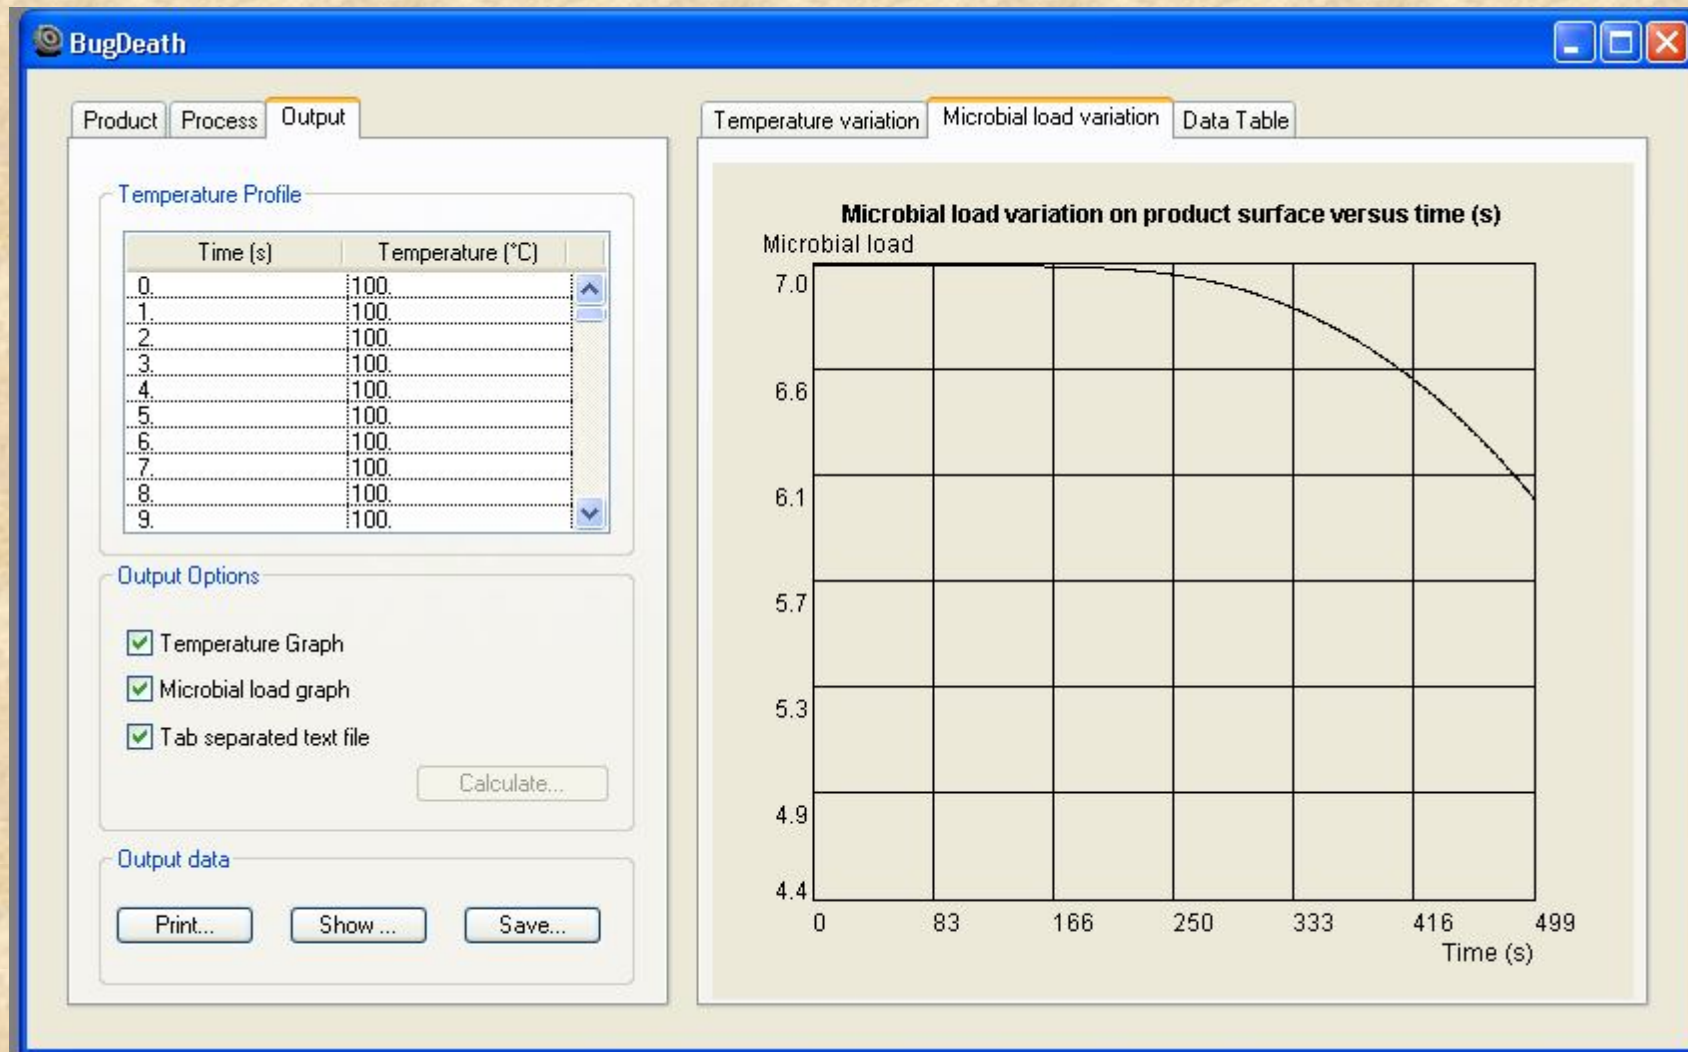 BugDeath
Product Process Output
Temperature Profile
Time (s) Temperature (°C)
0. 100.
1. 100.
2. 100.
3. 100.
4. 100.
5. 100.
6. 100.
7. 100.
8. 100.
9. 100.
Output Options
Temperature Graph
Microbial load graph
Tab separated text file
Calculate...
Output data
Print... Show ... Save...
Temperature variation Microbial load variation Data Table
Microbial load variation on product surface versus time (s)
Microbial load
7.0
6.6
6.1
5.7
5.3
4.9
4.4
0 83 166 250 333 416 499
Time (s)